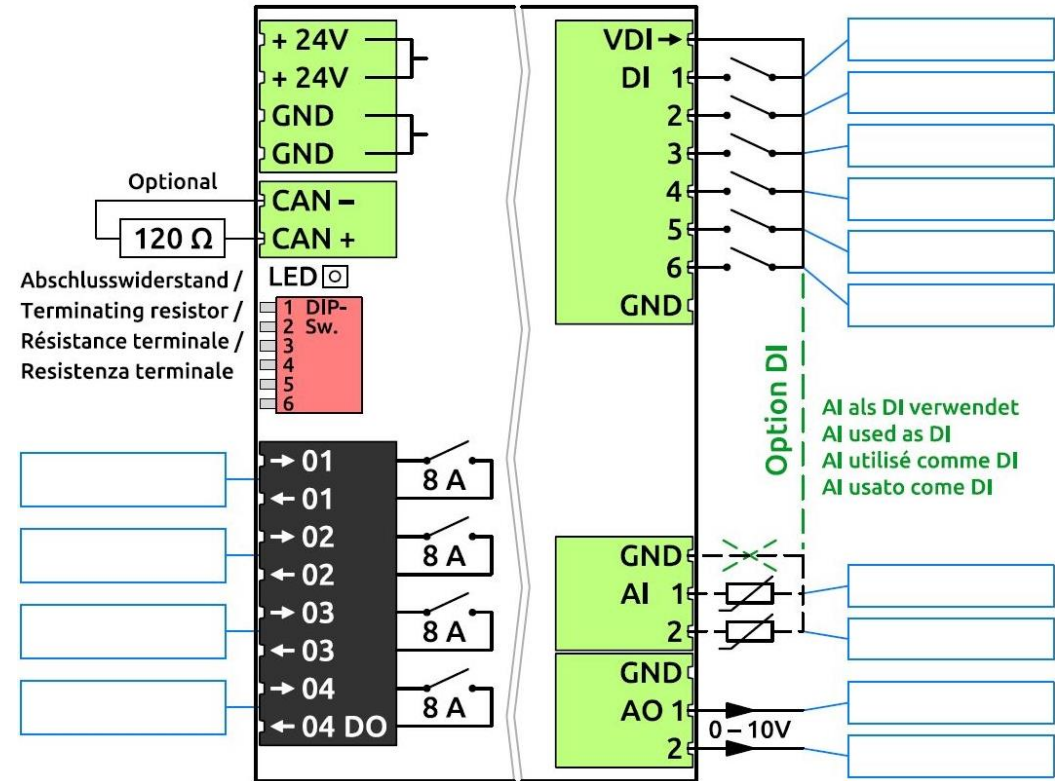 + 24V
+ 24V
GND
GND
Optional
CAN –
CAN +
120 Ω
Abschlusswiderstand /
Terminating resistor /
Résistance terminale /
Resistenza terminale
LED
1 DIP-
2 Sw.
3
4
5
6
→ 01
← 01
8 A
→ 02
← 02
8 A
→ 03
← 03
8 A
→ 04
← 04 DO
8 A
VDI →
DI 1
2
3
4
5
6
GND
Option DI
AI als DI verwendet
AI used as DI
AI utilisé comme DI
AI usato come DI
GND
AI 1
2
GND
AO 1
0 – 10V
2